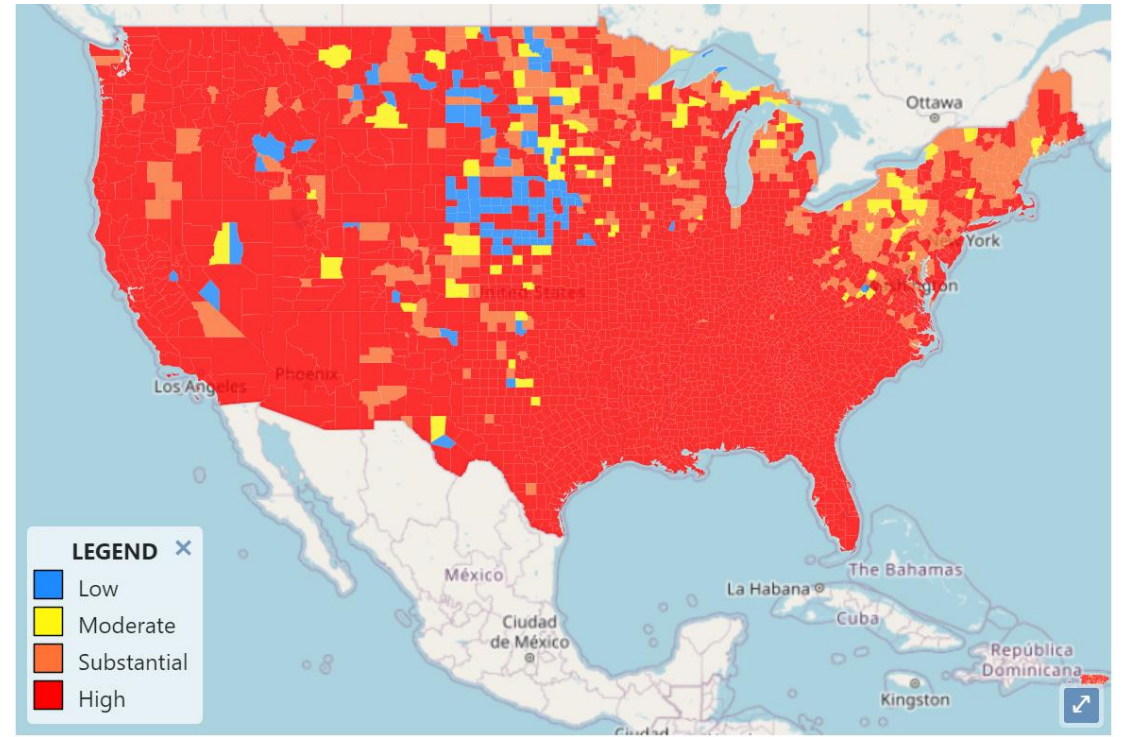 Ottawa
New York
Washington
United States
Los Angeles
Phoenix
LEGEND ×
Low
Moderate
Substantial
High
México
Ciudad
de México
The Bahamas
La Habana
Cuba
República
Dominicana
Kingston
Ciudad